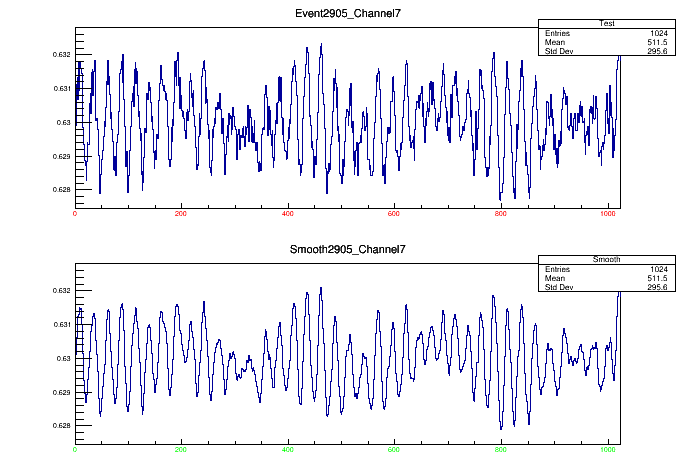 Event2905_Channel7
Test
Entries 1024
Mean 511.5
Std Dev 295.6
0.632
0.631
0.63
0.629
0.628
0 200 400 600 800 1000
Smooth2905_Channel7
Smooth
Entries 1024
Mean 511.5
Std Dev 295.6
0.632
0.631
0.63
0.629
0.628
0 200 400 600 800 1000